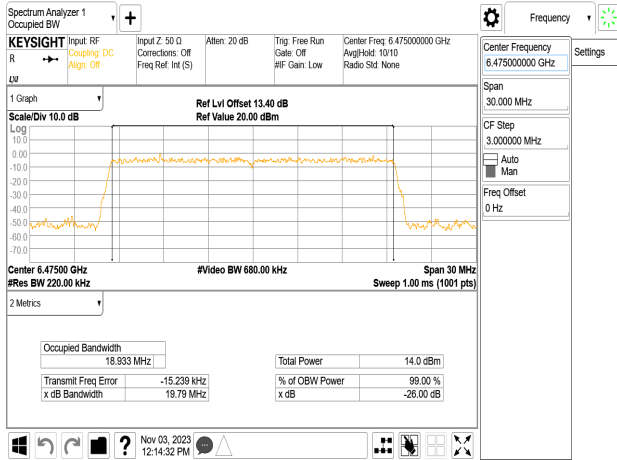 Spectrum Analyzer 1
Occupied BW
KEYSIGHT
R
Input: RF
Coupling: DC
Align: Off
Input Z: 50 Ω
Corrections: Off
Freq Ref: Int (S)
Atten: 20 dB
Trig: Free Run
Gate: Off
#IF Gain: Low
Center Freq: 6.475000000 GHz
Avg|Hold: 10/10
Radio Std: None
1 Graph
Scale/Div 10.0 dB
Ref Lvl Offset 13.40 dB
Ref Value 20.00 dBm
Log
10.0
0.00
-10.0
-20.0
-30.0
-40.0
-50.0
-60.0
-70.0
Center 6.47500 GHz
#Res BW 220.00 kHz
#Video BW 680.00 kHz
Span 30 MHz
Sweep 1.00 ms (1001 pts)
2 Metrics
Occupied Bandwidth
18.933 MHz
Total Power 14.0 dBm
Transmit Freq Error -15.239 kHz
% of OBW Power 99.00 %
x dB Bandwidth 19.79 MHz
x dB -26.00 dB
Nov 03, 2023
12:14:32 PM
Frequency
Settings
Center Frequency
6.475000000 GHz
Span
30.000 MHz
CF Step
3.000000 MHz
Auto
Man
Freq Offset
0 Hz